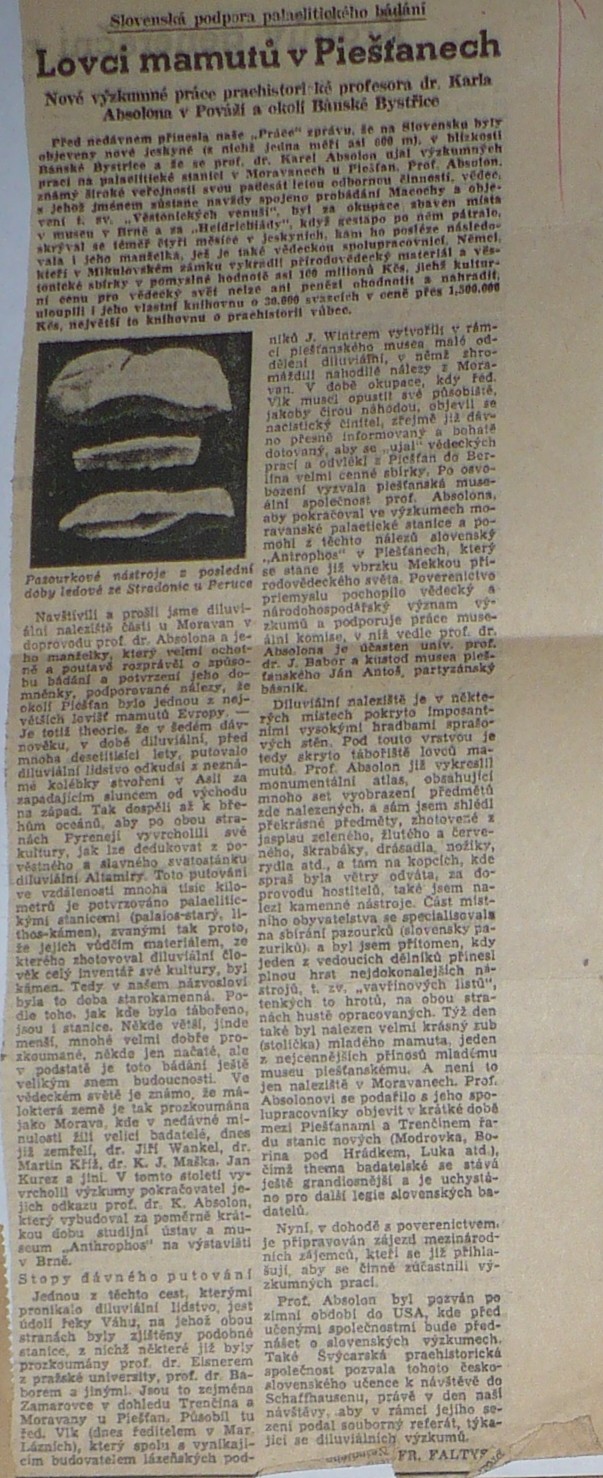 Slovenská podpora palaelitického bádání
Lovci mamutů v Piešťanech
Nové výzkumné práce praehistori ké profesora dr. Karla
Absolona v Pováží a okolí Bánské Bystřice
Před nedávnem přinesla naše „Práce" zprávu, že na Slovensku byly
objeveny nové jeskyně (z nichž jedna měří asi 600 m), v blízkosti
Bánské Bystrice a že se prof. dr. Karel Absolon ujal výzkumných
prací na palaelitické stanici v Moravanech u Piešťan. Prof. Absolon,
známý široké veřejnosti svou padesát letou odbornou činností, vědec,
s jehož jménem zůstane navždy spojeno probádání Macochy a obje-
vení t. zv. „Věstonických venuší", byl za okupace zbaven místa
v museu v Brně a za „Heidrichiády", když gestapo po něm pátralo,
skrýval se téměř čtyři měsíce v jeskyních, kam ho posléze následo-
vala i jeho manželka, jež je také vědeckou spolupracovnicí. Němci,
kteří v Mikulovském zámku vykradli přírodovědecký materiál a věs-
tonické sbírky v pomyslné hodnotě asi 100 milionů Kčs, jichž kultur-
ní cenu pro vědecký svět nelze ani penězi ohodnotit a nahradit,
uloupili i jeho vlastní knihovnu o 30.000 svazcích v ceně přes 1,500.000
Kčs, největší to knihovnu o praehistorii vůbec.
Pazourkové nástroje z poslední
doby ledové ze Stradonic u Peruce
Navštívili a prošli jsme diluvi-
ální naleziště části u Moravan v
doprovodu prof. dr. Absolona a je-
ho manželky, který velmi ochot-
ně a poutavě rozprávěl o způso-
bu bádání a potvrzení jeho do-
mněnky, podporované nálezy, že
okolí Piešťan bylo jednou z nej-
větších lovišť mamutů Evropy. —
Je totiž theorie, že v šedém dáv-
nověku, v době diluviální, před
mnoha desetitisíci lety, putovalo
diluviální lidstvo odkudsi z nezná-
mé kolébky stvoření v Asii za
zapadajícím sluncem od východu
na západ. Tak dospěli až k bře-
hům oceánů, aby po obou stra-
nách Pyrenejí vyvrcholili své
kultury, jak lze dedukovat z po-
věstného a slavného svatostánku
diluviální Altamiry. Toto putování
ve vzdálenosti mnoha tisíc kilo-
metrů je potvrzováno palaelitic-
kými stanicemi (palaios-starý, li-
thos-kámen), zvanými tak proto,
že jejich vůdčím materiálem, ze
kterého zhotovoval diluviální člo-
věk celý inventář své kultury, byl
kámen. Tedy v našem názvosloví
byla to doba starokamenná. Po-
dle toho, jak kde bylo tábořeno,
jsou i stanice. Někde větší, jinde
menší, mnohé velmi dobře pro-
zkoumané, někde jen načaté, ale
v podstatě je toto bádání ještě
velikým snem budoucnosti. Ve
vědeckém světě je známo, že má-
lokterá země je tak prozkoumána
jako Morava, kde v nedávné mi-
nulosti žili velicí badatelé, dnes
již zemřelí, dr. Jiří Wankel, dr.
Martin Kříž, dr. K. J. Maška, Jan
Kurez a jiní. V tomto století vy-
vrcholil výzkumy pokračovatel je-
jich odkazu prof. dr. K. Absolon,
který vybudoval za poměrně krát-
kou dobu studijní ústav a mu-
seum „Anthrophos" na výstavišti
v Brně.
Stopy dávného putování
Jednou z těchto cest, kterými
pronikalo diluviální lidstvo, jest
údolí řeky Váhu, na jehož obou
stranách byly zjištěny podobné
stanice, z nichž některé již byly
prozkoumány prof. dr. Eisnerem
z pražské university, prof. dr. Ba-
borem a jinými. Jsou to zejména
Zamarovce v dohledu Trenčína a
Moravany u Piešťan. Působil tu
řed. Vlk (dnes ředitelem v Mar.
Lázních), který spolu s vynikají-
cím budovatelem lázeňských pod-
niků J. Wintrem vytvořili v rám-
ci piešťanského musea malé od-
dělení diluviální, v němž shro-
máždili nahodilé nálezy z Mora-
van. V době okupace, kdy řed.
Vlk musel opustit své působiště,
jakoby čirou náhodou, objevil se
nacistický činitel, zřejmě již dáv-
no přesně informovaný a bohatě
dotovaný, aby se „ujal" vědeckých
prací a odvlekl z Piešťan do Ber-
lína velmi cenné sbírky. Po osvo-
bození vyzvala piešťanská muse-
ální společnost prof. Absolona,
aby pokračoval ve výzkumech mo-
ravanské palaetické stanice a po-
mohl z těchto nálezů slovenský
„Antrophos" v Piešťanech, který
se stane již vbrzku Mekkou pří-
rodovědeckého světa. Poverenictvo
priemyslu pochopilo vědecký a
národohospodářský význam vý-
zkumů a podporuje práce muse-
ální komise, v níž vedle prof. dr.
Absolona je účasten univ. prof.
dr. J. Babor a kustod musea pieš-
ťanského Ján Antoš, partyzánský
básník.
Diluviální naleziště je v někte-
rých místech pokryto imposant-
ními vysokými hradbami sprašo-
vých stěn. Pod touto vrstvou je
tedy skryto tábořiště lovců ma-
mutů. Prof. Absolon již vykreslil
monumentální atlas, obsahující
mnoho set vyobrazení předmětů
zde nalezených, a sám jsem shlédl
překrásné předměty, zhotovené z
jaspisu zeleného, žlutého a červe-
ného, škrabáky, drásadla, nožíky,
rydla atd., a tam na kopcích, kde
spraš byla větry odváta, za do-
provodu hostitelů, také jsem na-
lezl kamenné nástroje. Část míst-
ního obyvatelstva se specialisovala
na sbírání pazourků (slovensky pa-
zuriků), a byl jsem přítomen, kdy
jeden z vedoucích dělníků přinesl
plnou hrst nejdokonalejších ná-
strojů, t. zv. „vavřínových listů",
tenkých to hrotů, na obou stra-
nách hustě opracovaných. Týž den
také byl nalezen velmi krásný zub
(stolička) mladého mamuta, jeden
z nejcennějších přínosů mladému
museu piešťanskému. A není to
jen naleziště v Moravanech. Prof.
Absolonovi se podařilo s jeho spo-
lupracovníky objevit v krátké době
mezi Piešťanami a Trenčínem řa-
du stanic nových (Modrovka, Bo-
rina pod Hrádkem, Luka atd.),
čímž thema badatelské se stává
ještě grandiosnější a je uchystá-
no pro další legie slovenských ba-
datelů.
Nyní, v dohodě s poverenictvem,
je připravován zájezd mezinárod-
ních zájemců, kteří se již přihla-
šují, aby se činně zúčastnili vý-
zkumných prací.
Prof. Absolon byl pozván po
zimní období do USA, kde před
učenými společnostmi bude před-
nášet o slovenských výzkumech.
Také Švýcarská praehistorická
společnost pozvala tohoto česko-
slovenského učence k návštěvě do
Schaffhausenu, právě v den naší
návštěvy, aby v rámci jejího se-
zení podal souborný referát, týka-
jící se diluviálních výzkumů.
FR. FALTYS